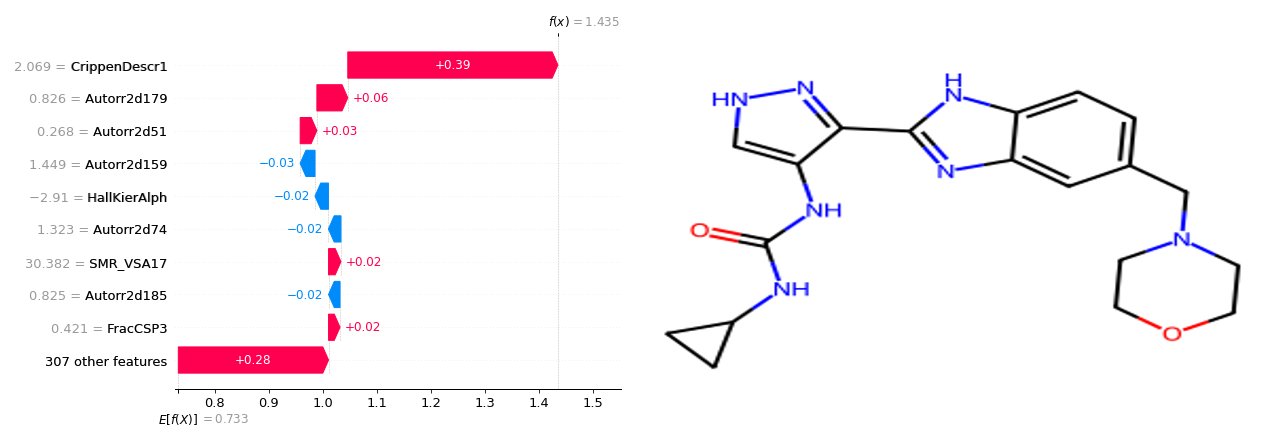 f(x) = 1.435
2.069 = CrippenDescr1
+0.39
0.826 = Autorr2d179
+0.06
0.268 = Autorr2d51
+0.03
1.449 = Autorr2d159
−0.03
−2.91 = HallKierAlph
−0.02
1.323 = Autorr2d74
−0.02
30.382 = SMR_VSA17
+0.02
0.825 = Autorr2d185
−0.02
0.421 = FracCSP3
+0.02
307 other features
+0.28
0.8 0.9 1.0 1.1 1.2 1.3 1.4 1.5
E[f(X)] = 0.733
H
N
N
HN
N
NH
O
N
NH
O